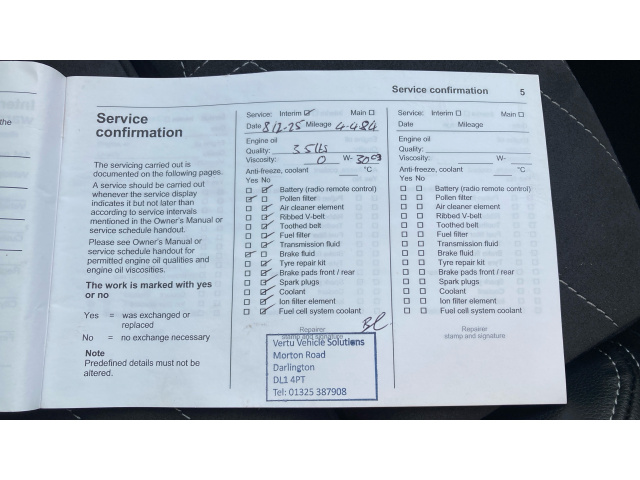 Service confirmation 5
the
Service
confirmation
The servicing carried out is
documented on the following pages.
A service should be carried out
whenever the service display
indicates it but not later than
according to service intervals
mentioned in the Owner's Manual or
service schedule handout.
Please see Owner's Manual or
service schedule handout for
permitted engine oil qualities and
engine oil viscosities.
The work is marked with yes
or no
Yes = was exchanged or
replaced
No = no exchange necessary
Note
Predefined details must not be
altered.
Service: Interim ☑ Main ☐
Date 8 12-25 Mileage 4-484
Engine oil
Quality: 3.5lts
Viscosity: 0 W- 30
Anti-freeze, coolant °C
Yes No
☐ ☑ Battery (radio remote control)
☑ ☐ Pollen filter
☐ ☑ Air cleaner element
☐ ☑ Ribbed V-belt
☐ ☑ Toothed belt
☐ ☑ Fuel filter
☐ ☑ Transmission fluid
☑ ☐ Brake fluid
☐ ☑ Tyre repair kit
☐ ☑ Brake pads front / rear
☐ ☑ Spark plugs
☐ ☑ Coolant
☐ ☑ Ion filter element
☐ ☑ Fuel cell system coolant
Repairer
stamp and signature
Vertu Vehicle Solutions
Morton Road
Darlington
DL1 4PT
Tel: 01325 387908
Service: Interim ☐ Main ☐
Date Mileage
Engine oil
Quality:
Viscosity: W-
Anti-freeze, coolant °C
Yes No
☐ ☐ Battery (radio remote control)
☐ ☐ Pollen filter
☐ ☐ Air cleaner element
☐ ☐ Ribbed V-belt
☐ ☐ Toothed belt
☐ ☐ Fuel filter
☐ ☐ Transmission fluid
☐ ☐ Brake fluid
☐ ☐ Tyre repair kit
☐ ☐ Brake pads front / rear
☐ ☐ Spark plugs
☐ ☐ Coolant
☐ ☐ Ion filter element
☐ ☐ Fuel cell system coolant
Repairer
stamp and signature